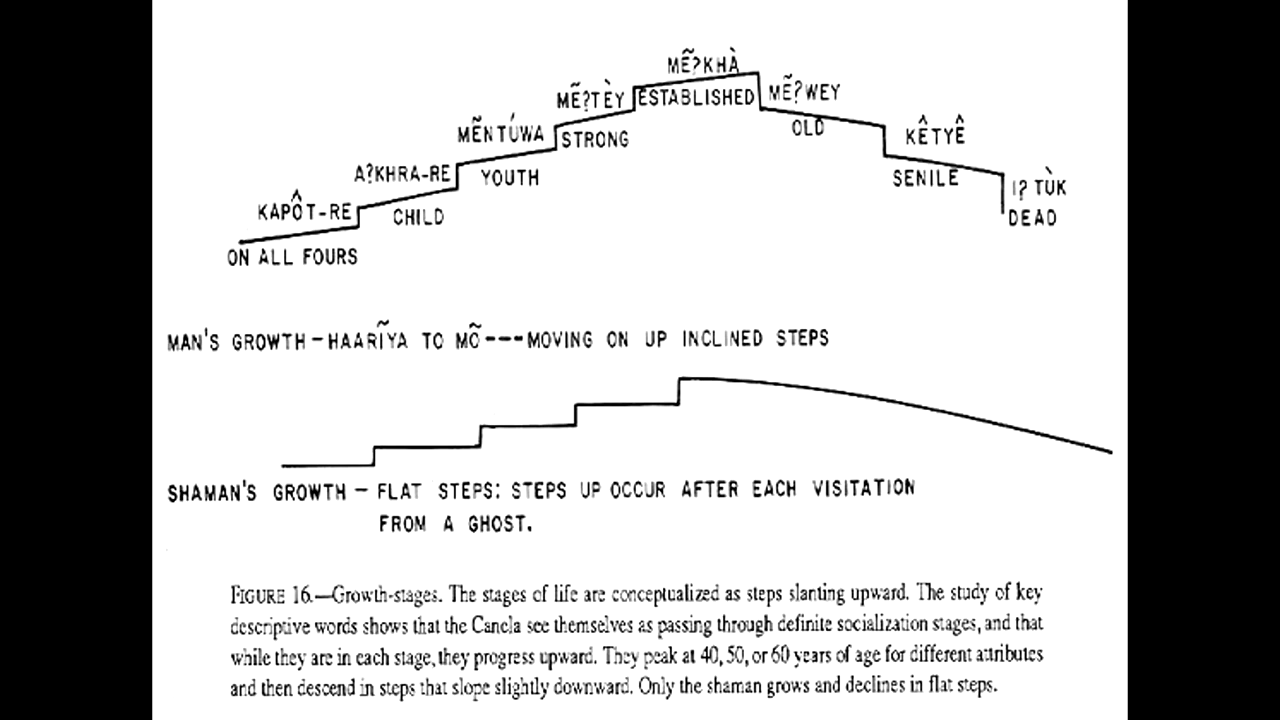 MẼ?KHÀ
ESTABLISHED
MẼ?WEY
OLD
MẼ?TÈY
STRONG
MẼNTÚWA
YOUTH
KÊTYÊ
SENILE
A?KHRA-RE
CHILD
I? TÙK
DEAD
KAPÔT-RE
ON ALL FOURS
MAN'S GROWTH – HAARĨYA TO MÕ --- MOVING ON UP INCLINED STEPS
SHAMAN'S GROWTH – FLAT STEPS: STEPS UP OCCUR AFTER EACH VISITATION
FROM A GHOST.
FIGURE 16.—Growth-stages. The stages of life are conceptualized as steps slanting upward. The study of key
descriptive words shows that the Canela see themselves as passing through definite socialization stages, and that
while they are in each stage, they progress upward. They peak at 40, 50, or 60 years of age for different attributes
and then descend in steps that slope slightly downward. Only the shaman grows and declines in flat steps.